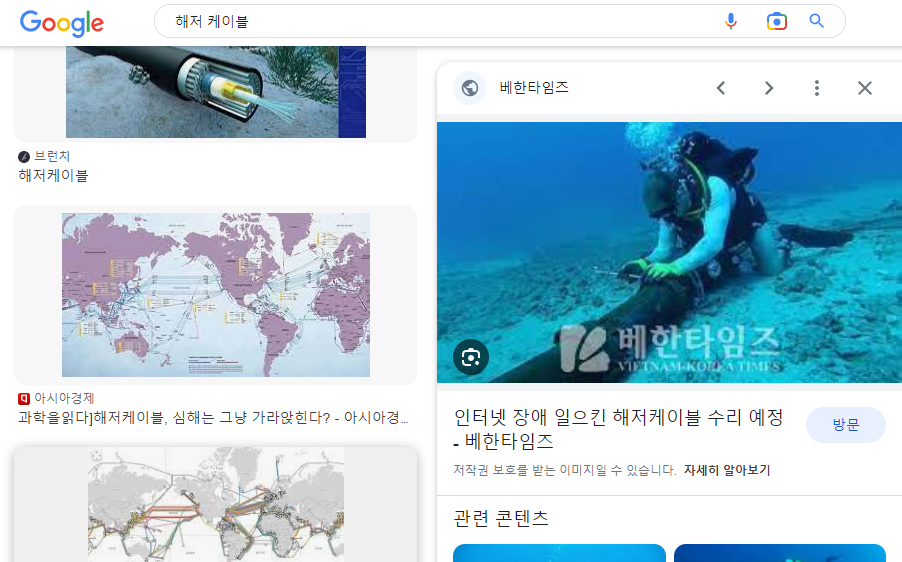 Google
해저 케이블
브런치
해저케이블
아시아경제
과학을읽다]해저케이블, 심해는 그냥 가라앉힌다? - 아시아경...
베한타임즈
베한타임즈
VIETNAM-KOREA TIMES
인터넷 장애 일으킨 해저케이블 수리 예정
- 베한타임즈
방문
저작권 보호를 받는 이미지일 수 있습니다. 자세히 알아보기
관련 콘텐츠